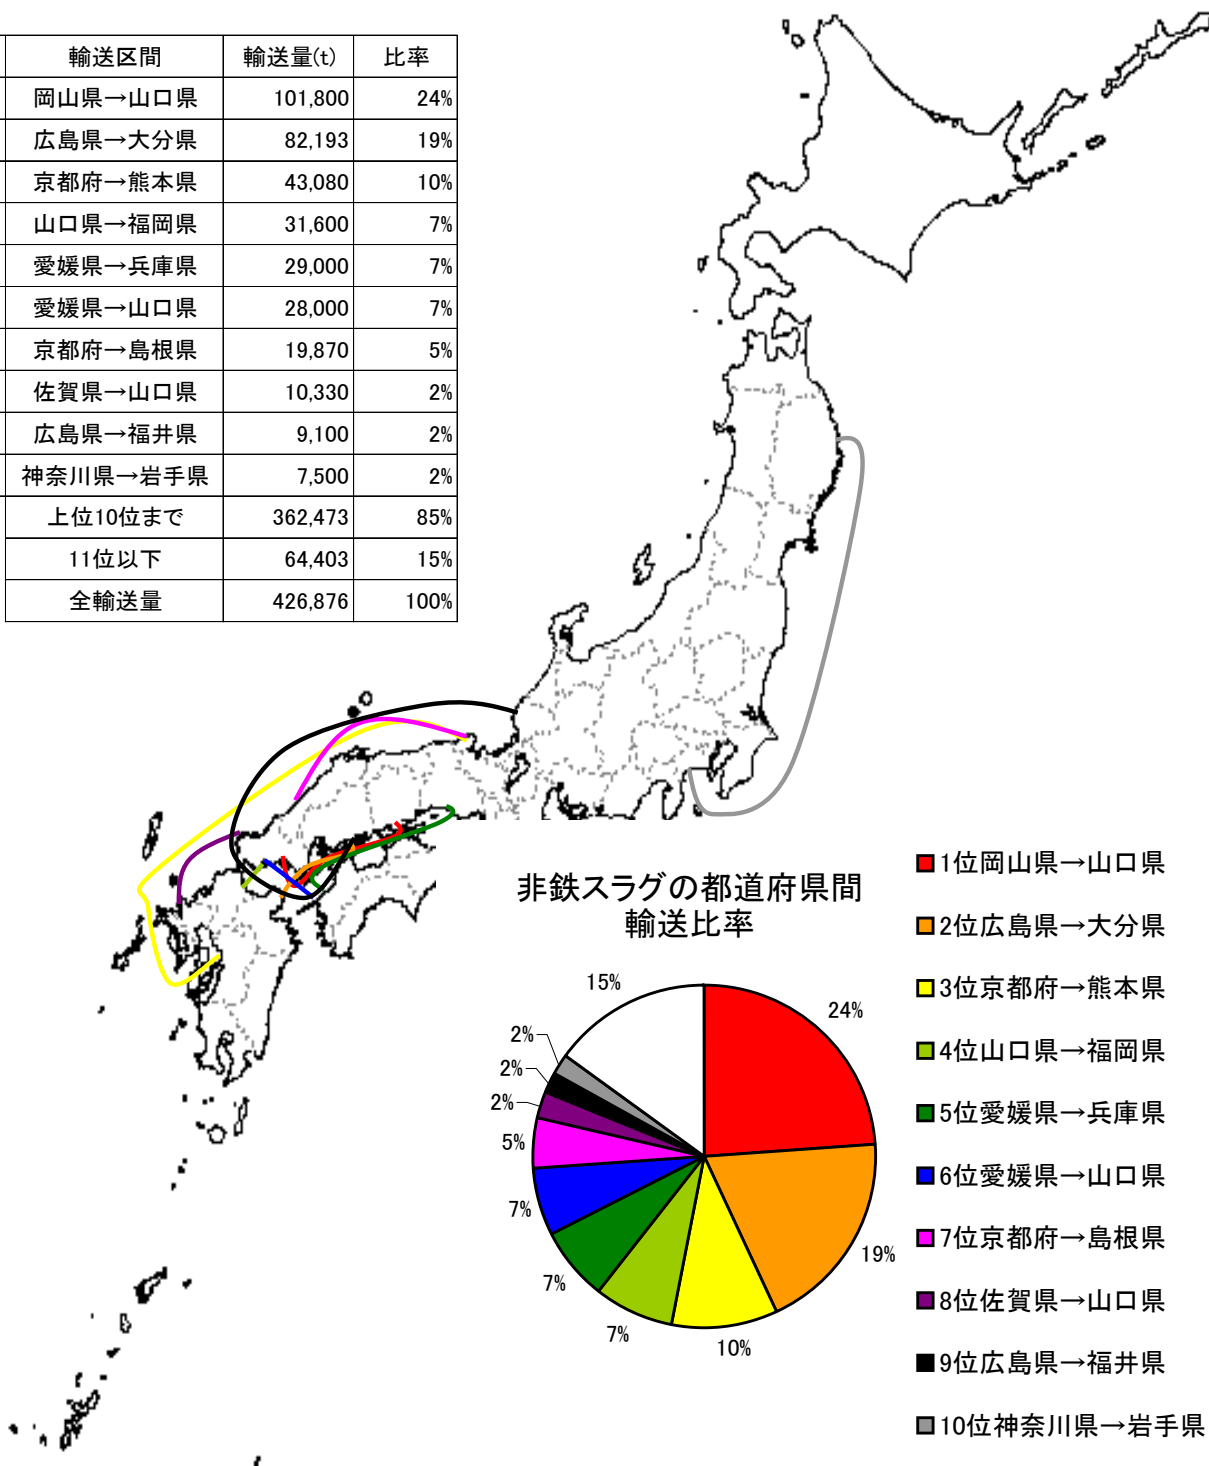 輸送区間 輸送量(t) 比率
岡山県→山口県 101,800 24%
広島県→大分県 82,193 19%
京都府→熊本県 43,080 10%
山口県→福岡県 31,600 7%
愛媛県→兵庫県 29,000 7%
愛媛県→山口県 28,000 7%
京都府→島根県 19,870 5%
佐賀県→山口県 10,330 2%
広島県→福井県 9,100 2%
神奈川県→岩手県 7,500 2%
上位10位まで 362,473 85%
11位以下 64,403 15%
全輸送量 426,876 100%
非鉄スラグの都道府県間
輸送比率
24%
19%
10%
7%
7%
7%
5%
2%
2%
2%
15%
1位岡山県→山口県
2位広島県→大分県
3位京都府→熊本県
4位山口県→福岡県
5位愛媛県→兵庫県
6位愛媛県→山口県
7位京都府→島根県
8位佐賀県→山口県
9位広島県→福井県
10位神奈川県→岩手県